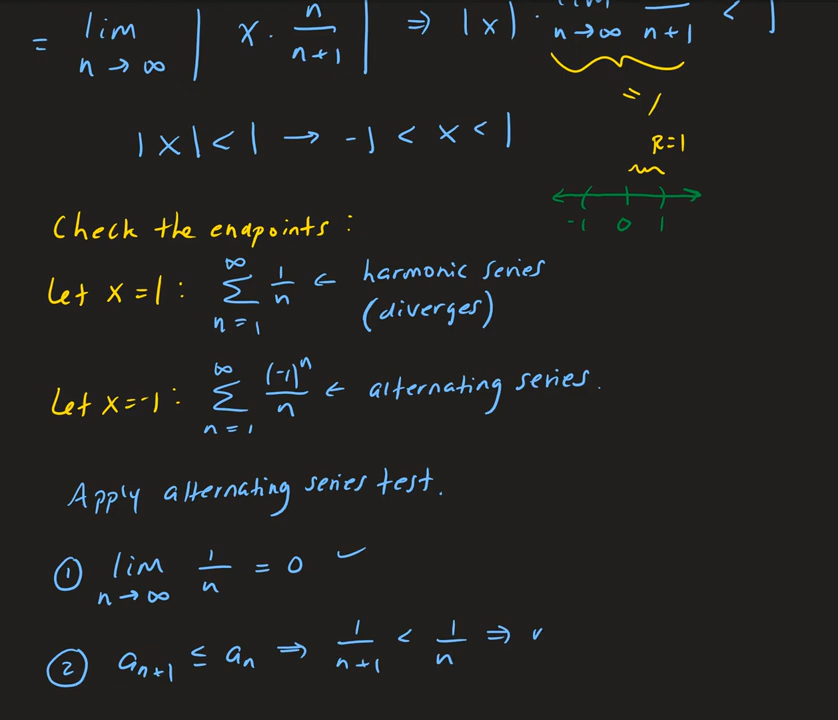 = lim n→∞ | x · n/(n+1) | ⇒ |x| · lim n→∞ n/(n+1) < 1
= 1
|x| < 1 → -1 < x < 1
R=1
-1 0 1
Check the endpoints:
Let x=1: ∞ Σ n=1 1/n ← harmonic series
(diverges)
Let x=-1: ∞ Σ n=1 (-1)^n/n ← alternating series.
Apply alternating series test.
① lim n→∞ 1/n = 0 ✓
② a_{n+1} ≤ a_n ⇒ 1/(n+1) < 1/n ⇒